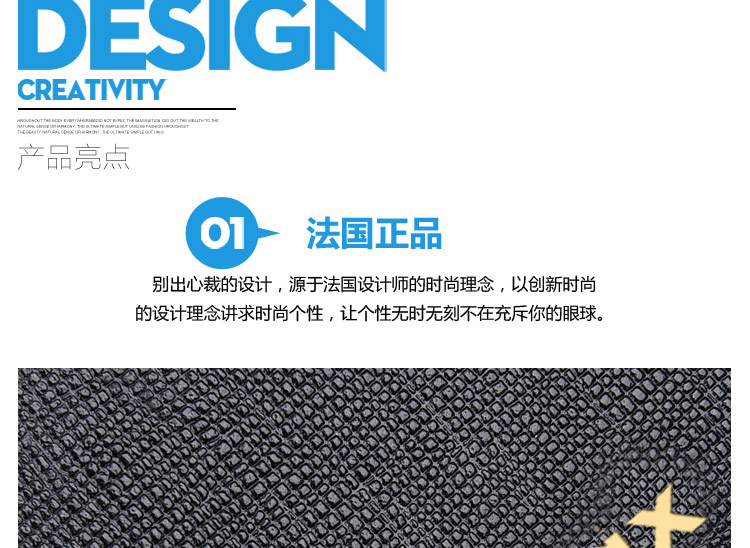 DESIGN
CREATIVITY
产品亮点
01
法国正品
别出心裁的设计，源于法国设计师的时尚理念，以创新时尚
的设计理念讲求时尚个性，让个性无时无刻不在充斥你的眼球。